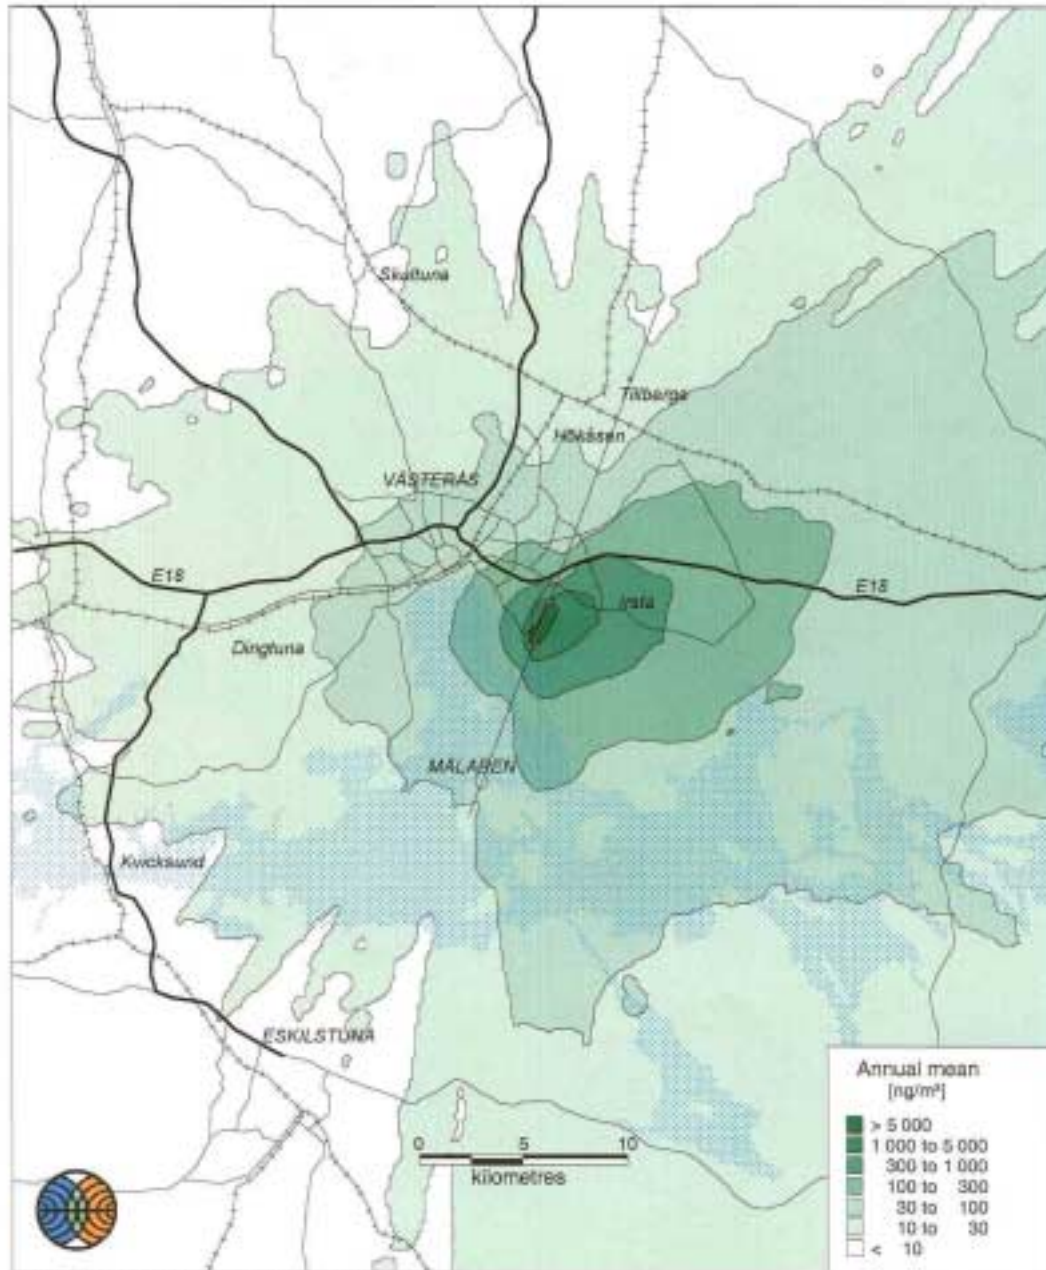 Skultuna
Tillberga
Hökåsen
VÄSTERÅS
E18
Irsta
E18
Dingtuna
MÄLAREN
Kvicksund
ESKILSTUNA
Annual mean
[ng/m³]
> 5 000
1 000 to 5 000
300 to 1 000
100 to 300
30 to 100
10 to 30
< 10
0 5 10
kilometres